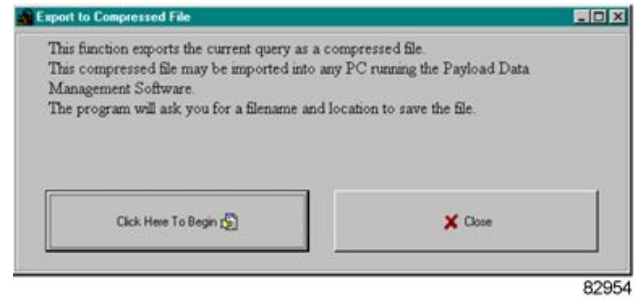 Export to Compressed File
This function exports the current query as a compressed file.
This compressed file may be imported into any PC running the Payload Data
Management Software.
The program will ask you for a filename and location to save the file.
Click Here To Begin
Close
82954